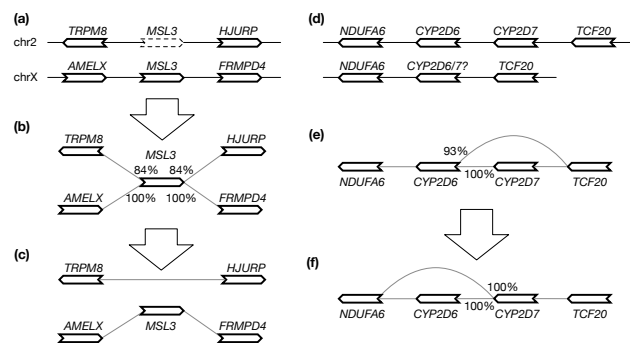 (a)
TRPM8 MSL3 HJURP
chr2
AMELX MSL3 FRMPD4
chrX
(b)
TRPM8 HJURP
MSL3
84% 84%
100% 100%
AMELX FRMPD4
(c)
TRPM8 HJURP
AMELX MSL3 FRMPD4
(d)
NDUFA6 CYP2D6 CYP2D7 TCF20
NDUFA6 CYP2D6/7? TCF20
(e)
93%
100%
NDUFA6 CYP2D6 CYP2D7 TCF20
(f)
100%
100%
NDUFA6 CYP2D6 CYP2D7 TCF20